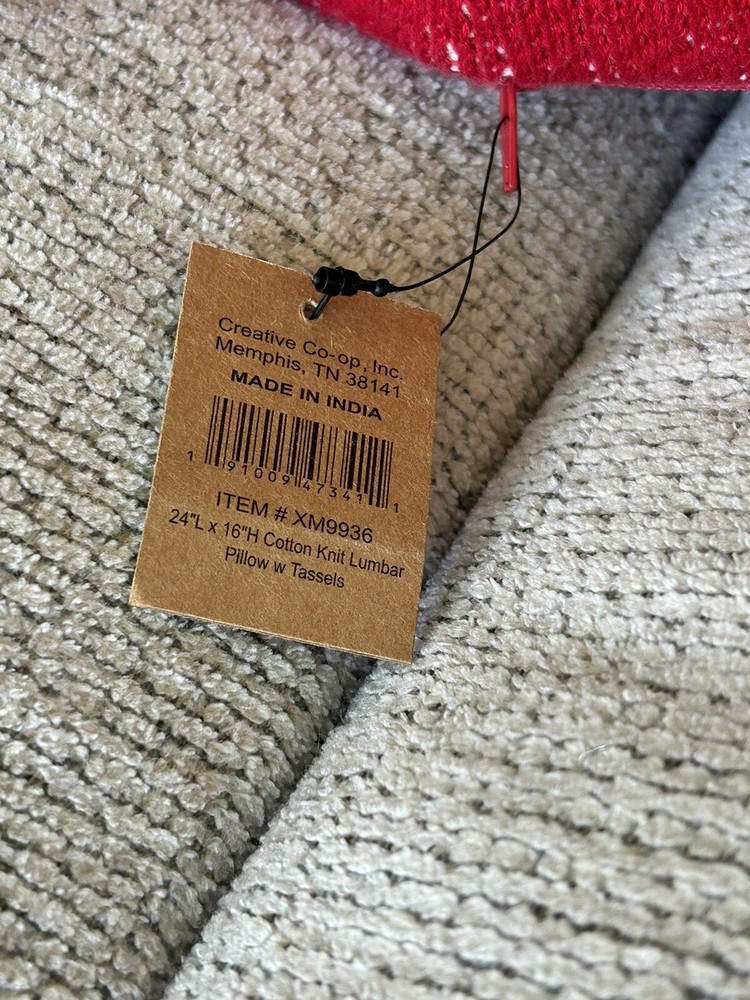 Creative Co-op, Inc.
Memphis, TN 38141
MADE IN INDIA
1 91009 47341 1
ITEM # XM9936
24"L x 16"H Cotton Knit Lumbar
Pillow w Tassels